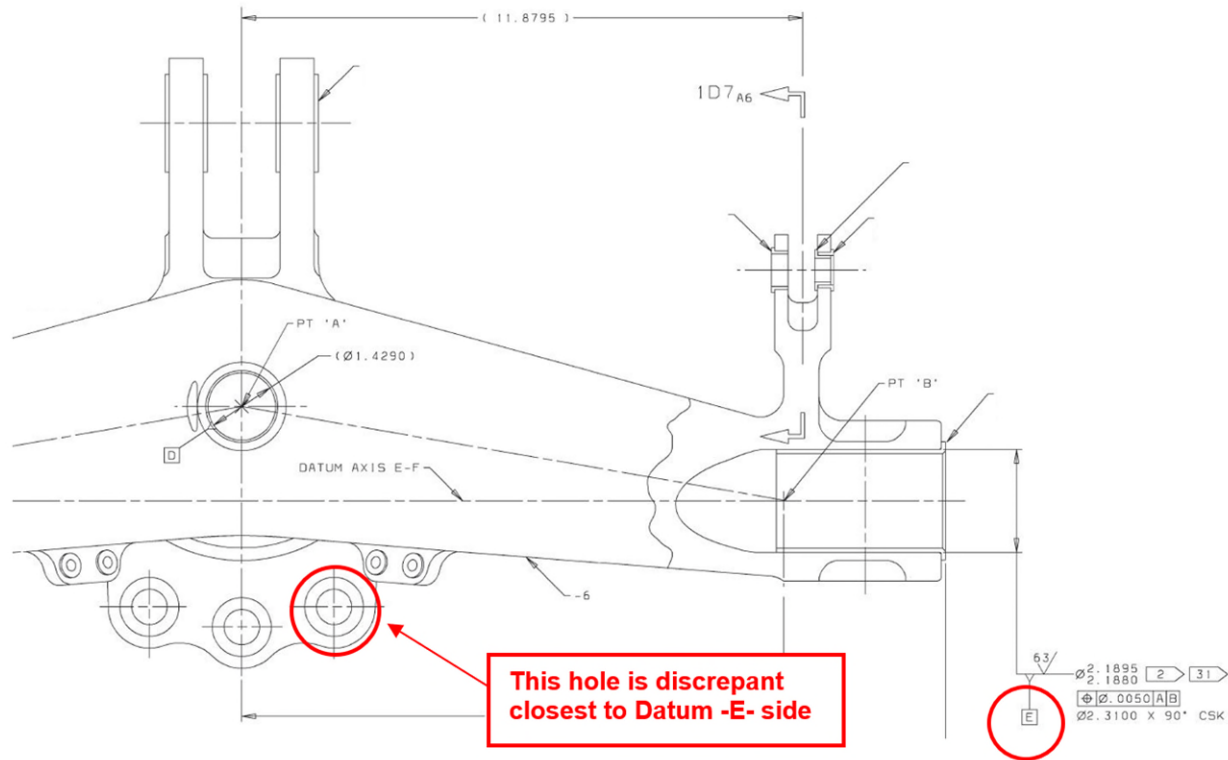 ( 11.8795 )
1D7A6
PT 'A'
(Ø1.4290)
PT 'B'
D
DATUM AXIS E-F
-6
This hole is discrepant
closest to Datum -E- side
63
Ø2.1895
2.1880
2
31
⌖ Ø.0050 A B
Ø2.3100 X 90° CSK
E